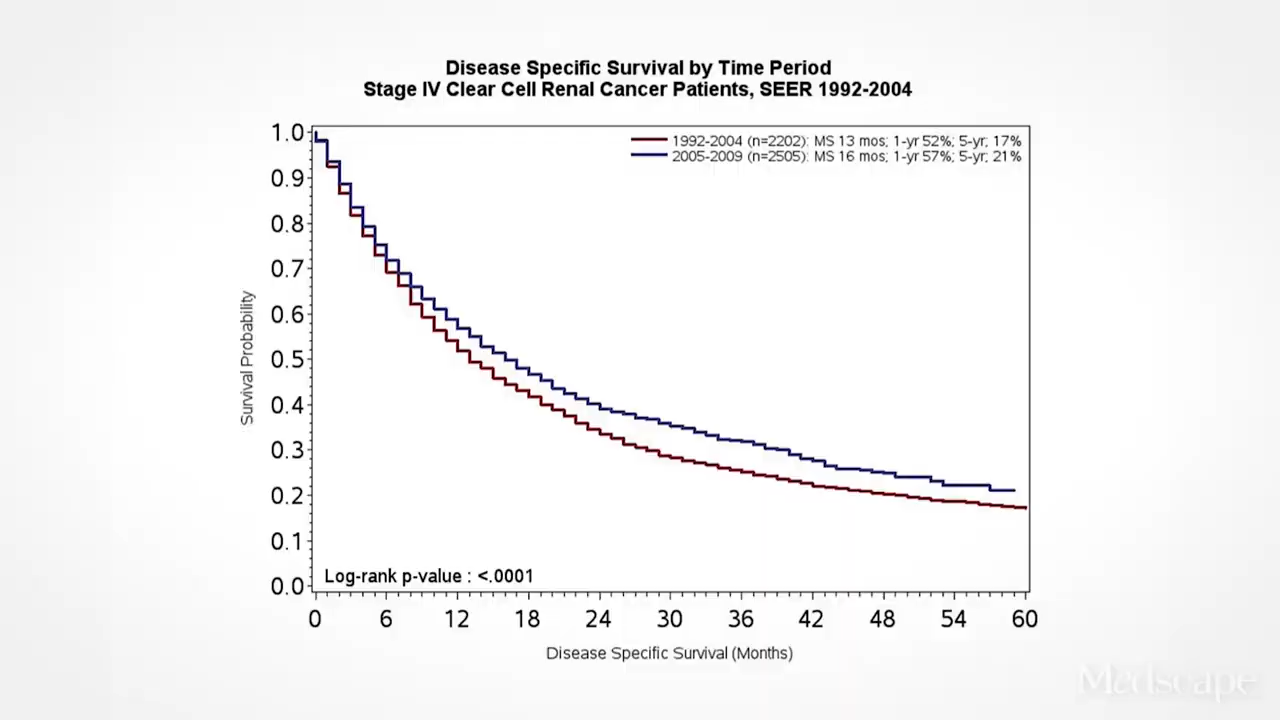 Disease Specific Survival by Time Period
Stage IV Clear Cell Renal Cancer Patients, SEER 1992-2004
1992-2004 (n=2202): MS 13 mos; 1-yr 52%; 5-yr, 17%
2005-2009 (n=2505): MS 16 mos; 1-yr 57%; 5-yr, 21%
1.0
0.9
0.8
0.7
0.6
0.5
0.4
0.3
0.2
0.1
0.0
Survival Probability
Log-rank p-value : <.0001
0 6 12 18 24 30 36 42 48 54 60
Disease Specific Survival (Months)
Medscape